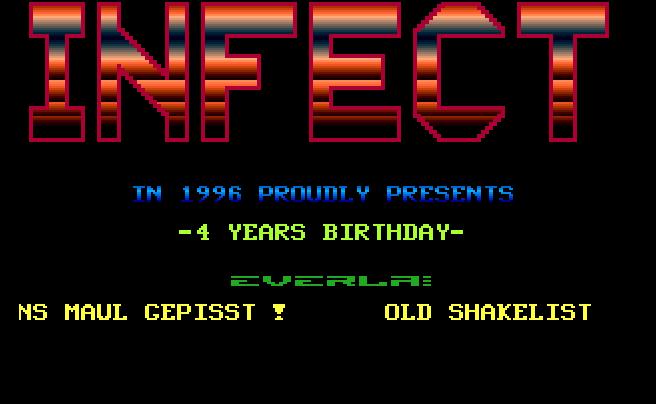 INFECT
IN 1996 PROUDLY PRESENTS
-4 YEARS BIRTHDAY-
EVERLA
NS MAUL GEPISST ! OLD SHAKELIST